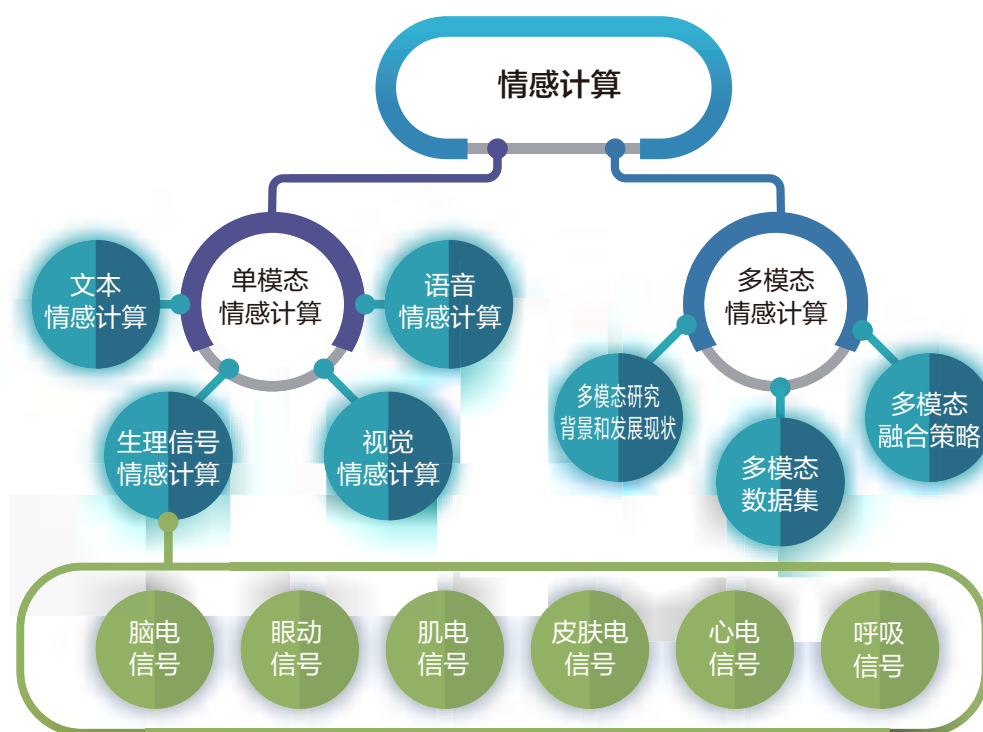 情感计算
单模态
情感计算
多模态
情感计算
文本
情感计算
语音
情感计算
生理信号
情感计算
视觉
情感计算
多模态研究
背景和发展现状
多模态
数据集
多模态
融合策略
脑电
信号
眼动
信号
肌电
信号
皮肤电
信号
心电
信号
呼吸
信号